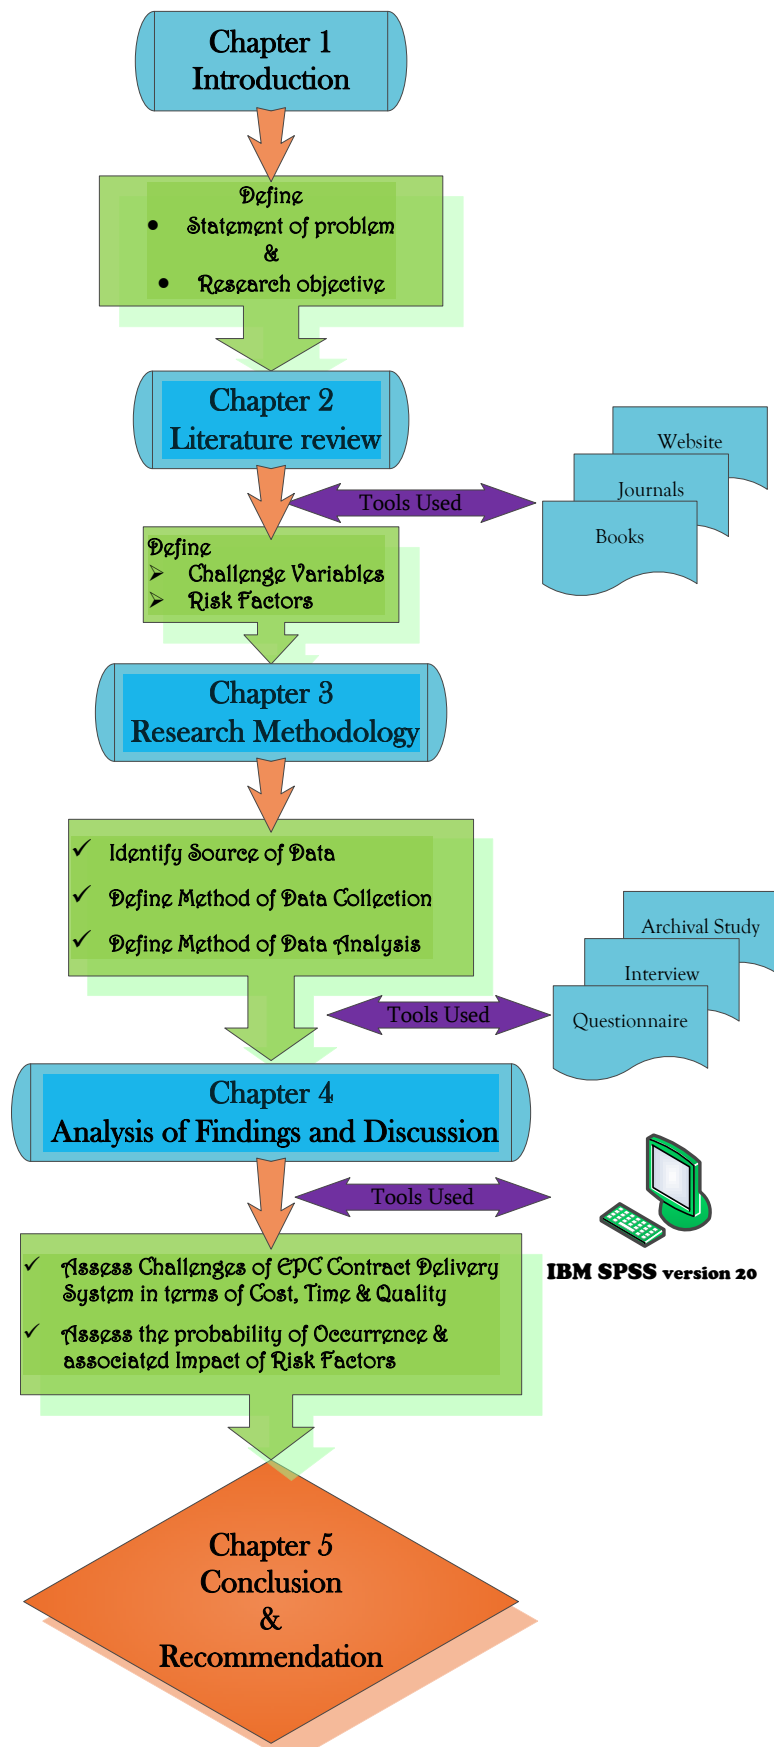 Chapter 1
Introduction
Define
• Statement of problem
&
• Research objective
Chapter 2
Literature review
Tools Used
Website
Journals
Books
Define
➢ Challenge Variables
➢ Risk Factors
Chapter 3
Research Methodology
✓ Identify Source of Data
✓ Define Method of Data Collection
✓ Define Method of Data Analysis
Tools Used
Archival Study
Interview
Questionnaire
Chapter 4
Analysis of Findings and Discussion
Tools Used
IBM SPSS version 20
✓ Assess Challenges of EPC Contract Delivery
System in terms of Cost, Time & Quality
✓ Assess the probability of Occurrence &
associated Impact of Risk Factors
Chapter 5
Conclusion
&
Recommendation